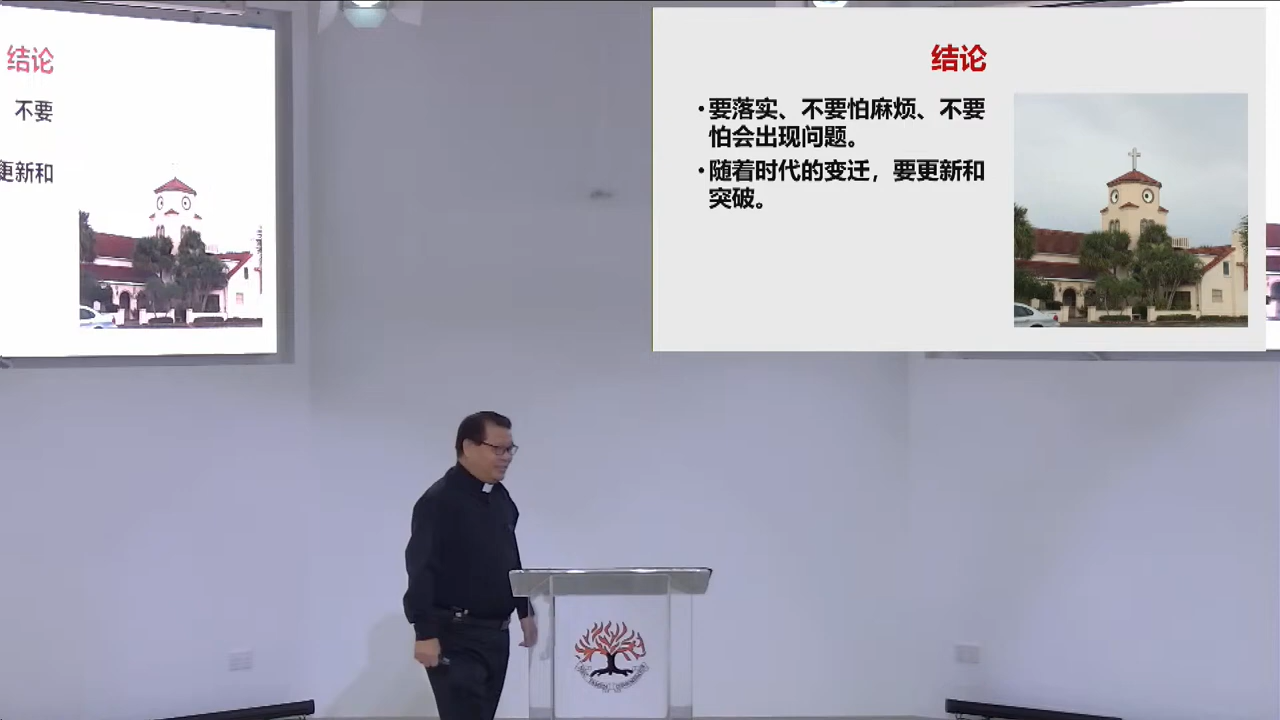 结论
不要
更新和
结论
•要落实、不要怕麻烦、不要
怕会出现问题。
•随着时代的变迁，要更新和
突破。